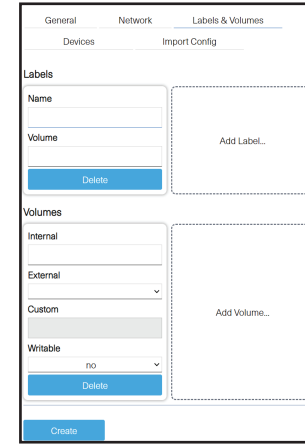 General Network Labels & Volumes
Devices Import Config
Labels
Name
Volume
Add Label...
Delete
Volumes
Internal
External
Custom
Add Volume...
Writable
no
Delete
Create